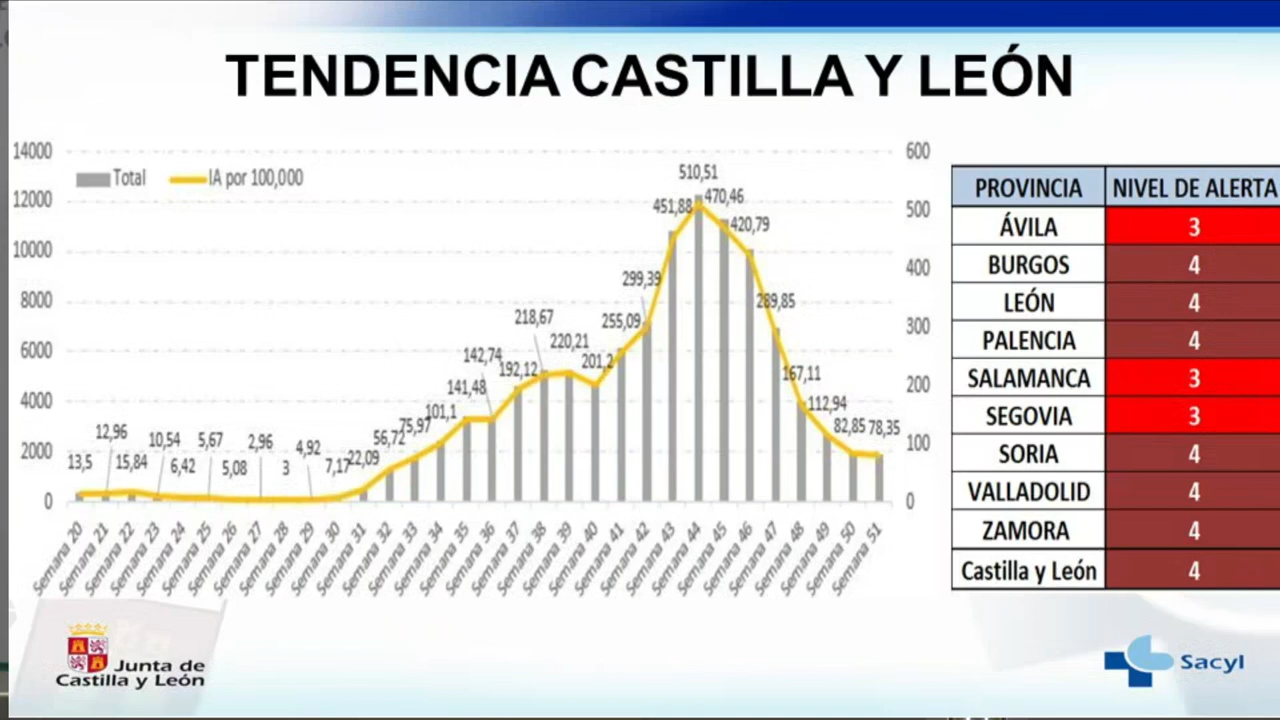 TENDENCIA CASTILLA Y LEÓN
14000
12000
10000
8000
6000
4000
2000
0
Total
IA por 100,000
600
500
400
300
200
100
0
13,5
12,96
15,84
10,54
6,42
5,67
5,08
2,96
3
4,92
7,17
22,09
56,72
75,97
101,1
141,48
142,74
192,12
218,67
220,21
201,2
255,09
299,39
451,88
510,51
470,46
420,79
289,85
167,11
112,94
82,85
78,35
Semana 20
Semana 21
Semana 22
Semana 23
Semana 24
Semana 25
Semana 26
Semana 27
Semana 28
Semana 29
Semana 30
Semana 31
Semana 32
Semana 33
Semana 34
Semana 35
Semana 36
Semana 37
Semana 38
Semana 39
Semana 40
Semana 41
Semana 42
Semana 43
Semana 44
Semana 45
Semana 46
Semana 47
Semana 48
Semana 49
Semana 50
Semana 51
PROVINCIA NIVEL DE ALERTA
ÁVILA 3
BURGOS 4
LEÓN 4
PALENCIA 4
SALAMANCA 3
SEGOVIA 3
SORIA 4
VALLADOLID 4
ZAMORA 4
Castilla y León 4
Junta de
Castilla y León
Sacyl